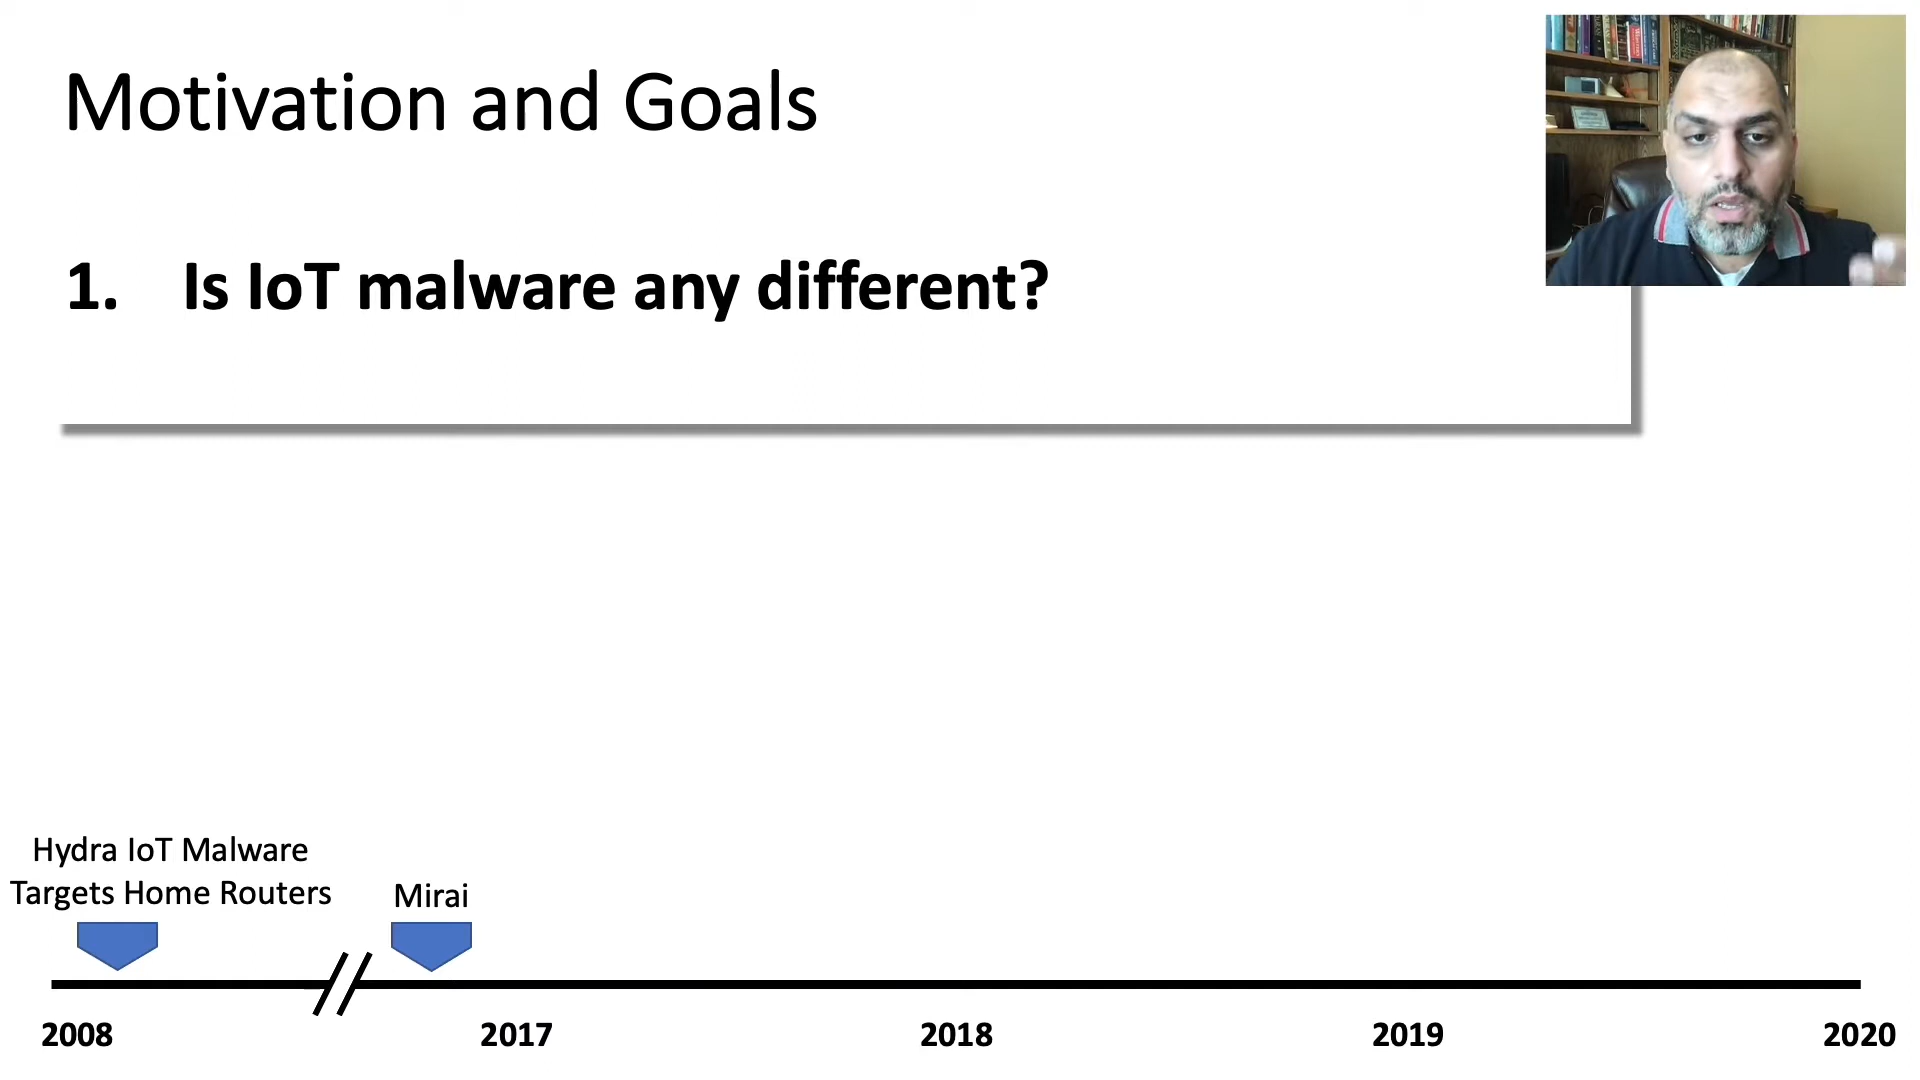 Motivation and Goals
1. Is IoT malware any different?
Hydra IoT Malware
Targets Home Routers
Mirai
2008
2017
2018
2019
2020